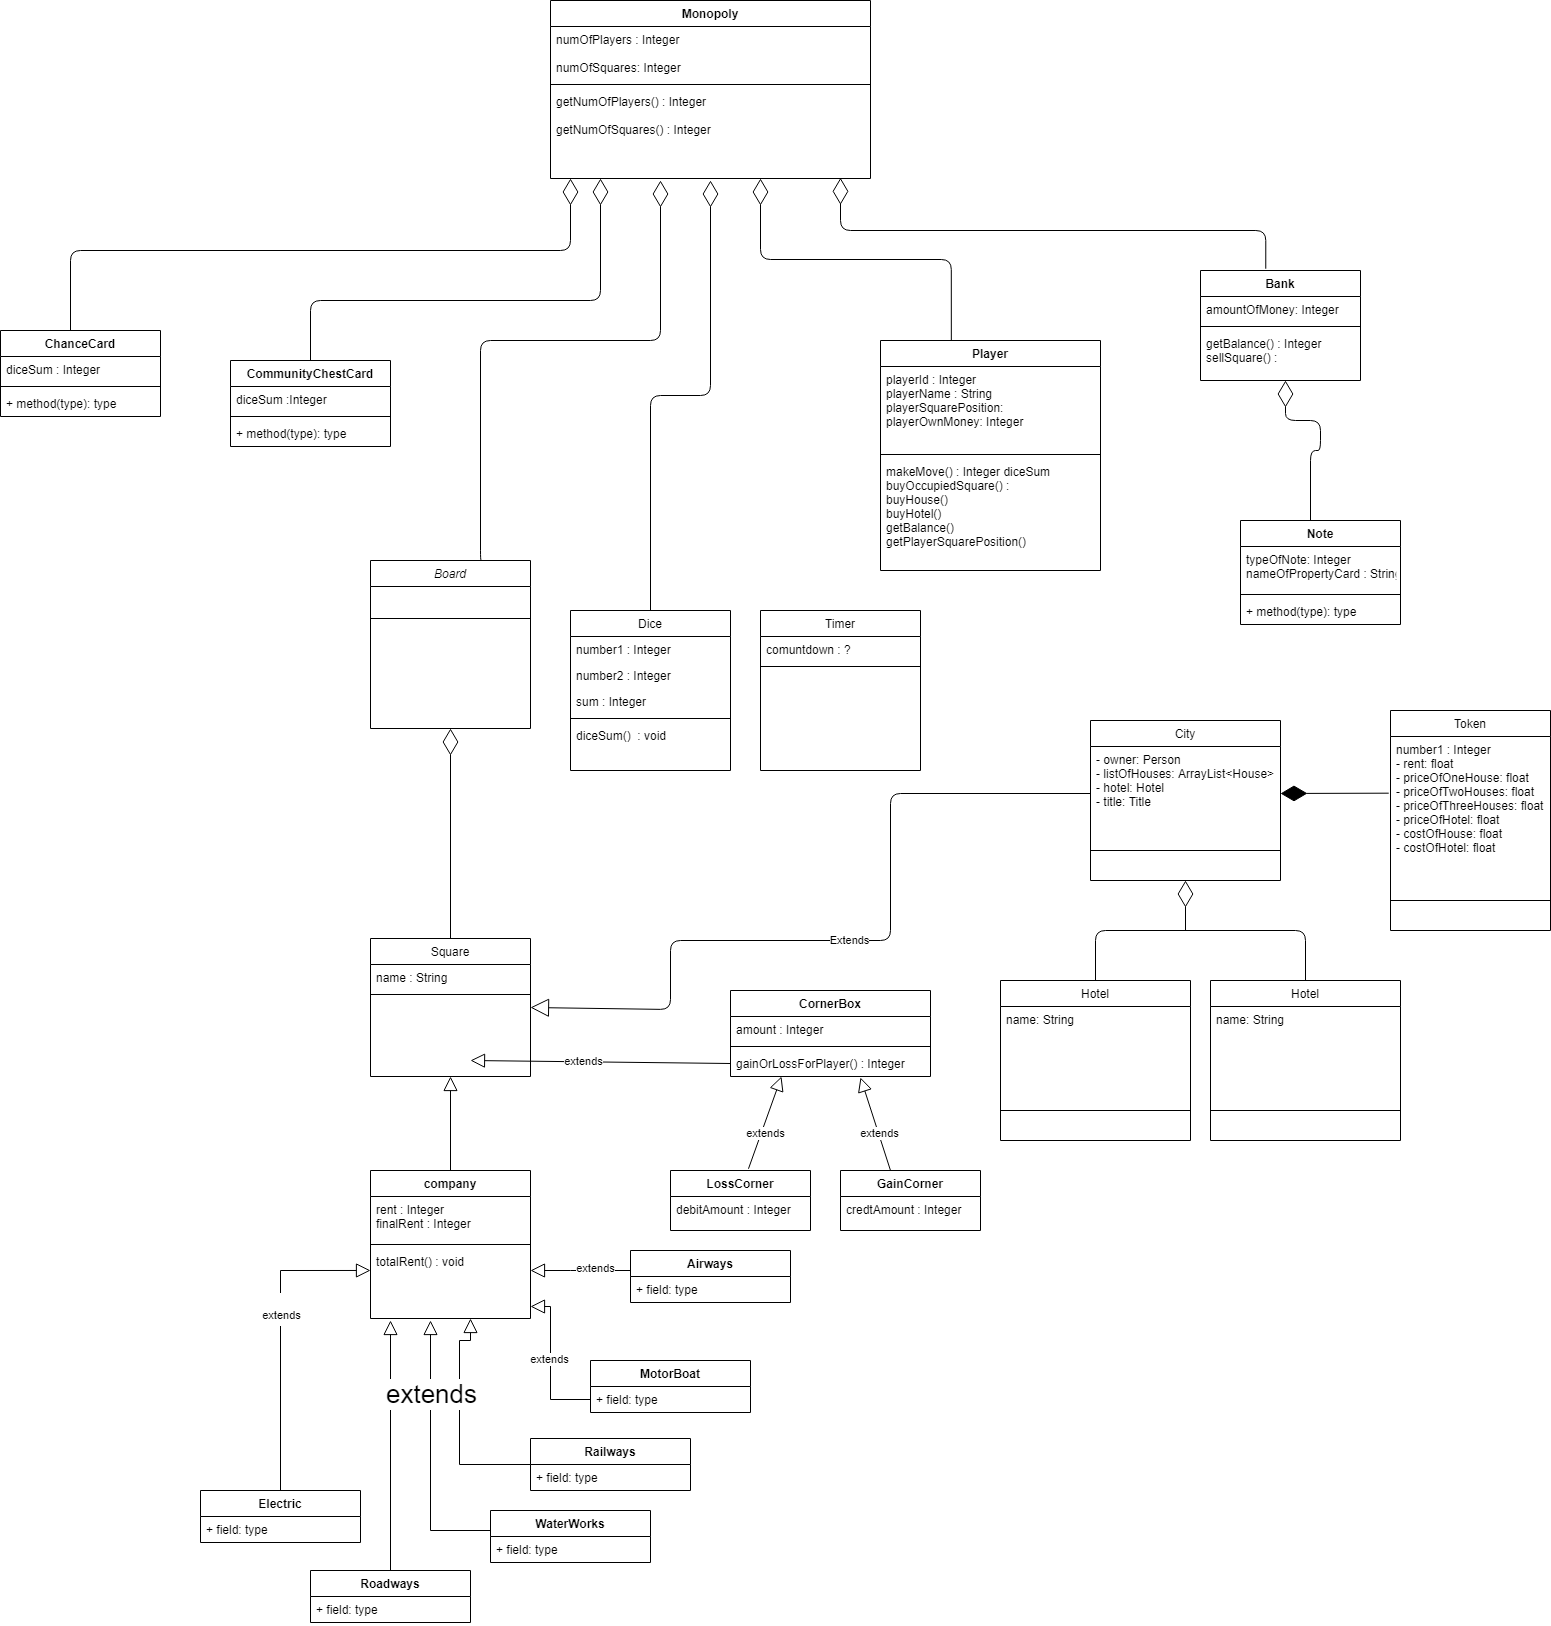 Monopoly
numOfPlayers : Integer
numOfSquares: Integer
getNumOfPlayers() : Integer
getNumOfSquares() : Integer
ChanceCard
diceSum : Integer
+ method(type): type
CommunityChestCard
diceSum :Integer
+ method(type): type
Player
playerId : Integer
playerName : String
playerSquarePosition:
playerOwnMoney: Integer
makeMove() : Integer diceSum
buyOccupiedSquare() :
buyHouse()
buyHotel()
getBalance()
getPlayerSquarePosition()
Bank
amountOfMoney: Integer
getBalance() : Integer
sellSquare() :
Note
typeOfNote: Integer
nameOfPropertyCard : String
+ method(type): type
Board
Dice
number1 : Integer
number2 : Integer
sum : Integer
diceSum()  : void
Timer
comuntdown : ?
City
- owner: Person
- listOfHouses: ArrayList<House>
- hotel: Hotel
- title: Title
Token
number1 : Integer
- rent: float
- priceOfOneHouse: float
- priceOfTwoHouses: float
- priceOfThreeHouses: float
- priceOfHotel: float
- costOfHouse: float
- costOfHotel: float
Extends
Square
name : String
extends
CornerBox
amount : Integer
gainOrLossForPlayer() : Integer
Hotel
name: String
Hotel
name: String
extends
extends
LossCorner
debitAmount : Integer
GainCorner
credtAmount : Integer
company
rent : Integer
finalRent : Integer
totalRent() : void
extends
Airways
+ field: type
extends
extends
MotorBoat
+ field: type
extends
Railways
+ field: type
Electric
+ field: type
WaterWorks
+ field: type
Roadways
+ field: type